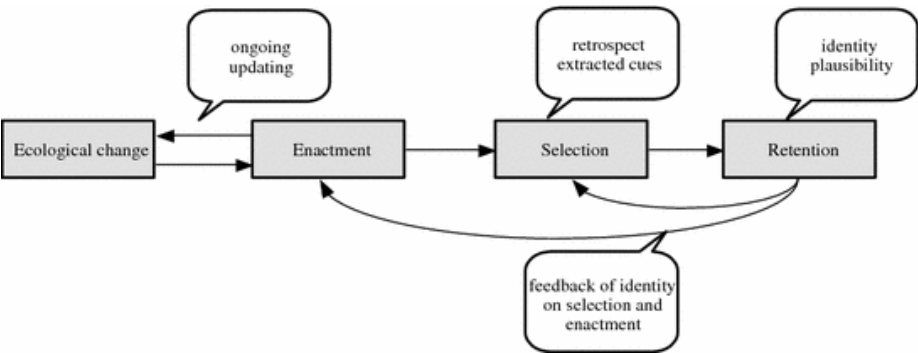 ongoing
updating
retrospect
extracted cues
identity
plausibility
Ecological change
Enactment
Selection
Retention
feedback of identity
on selection and
enactment